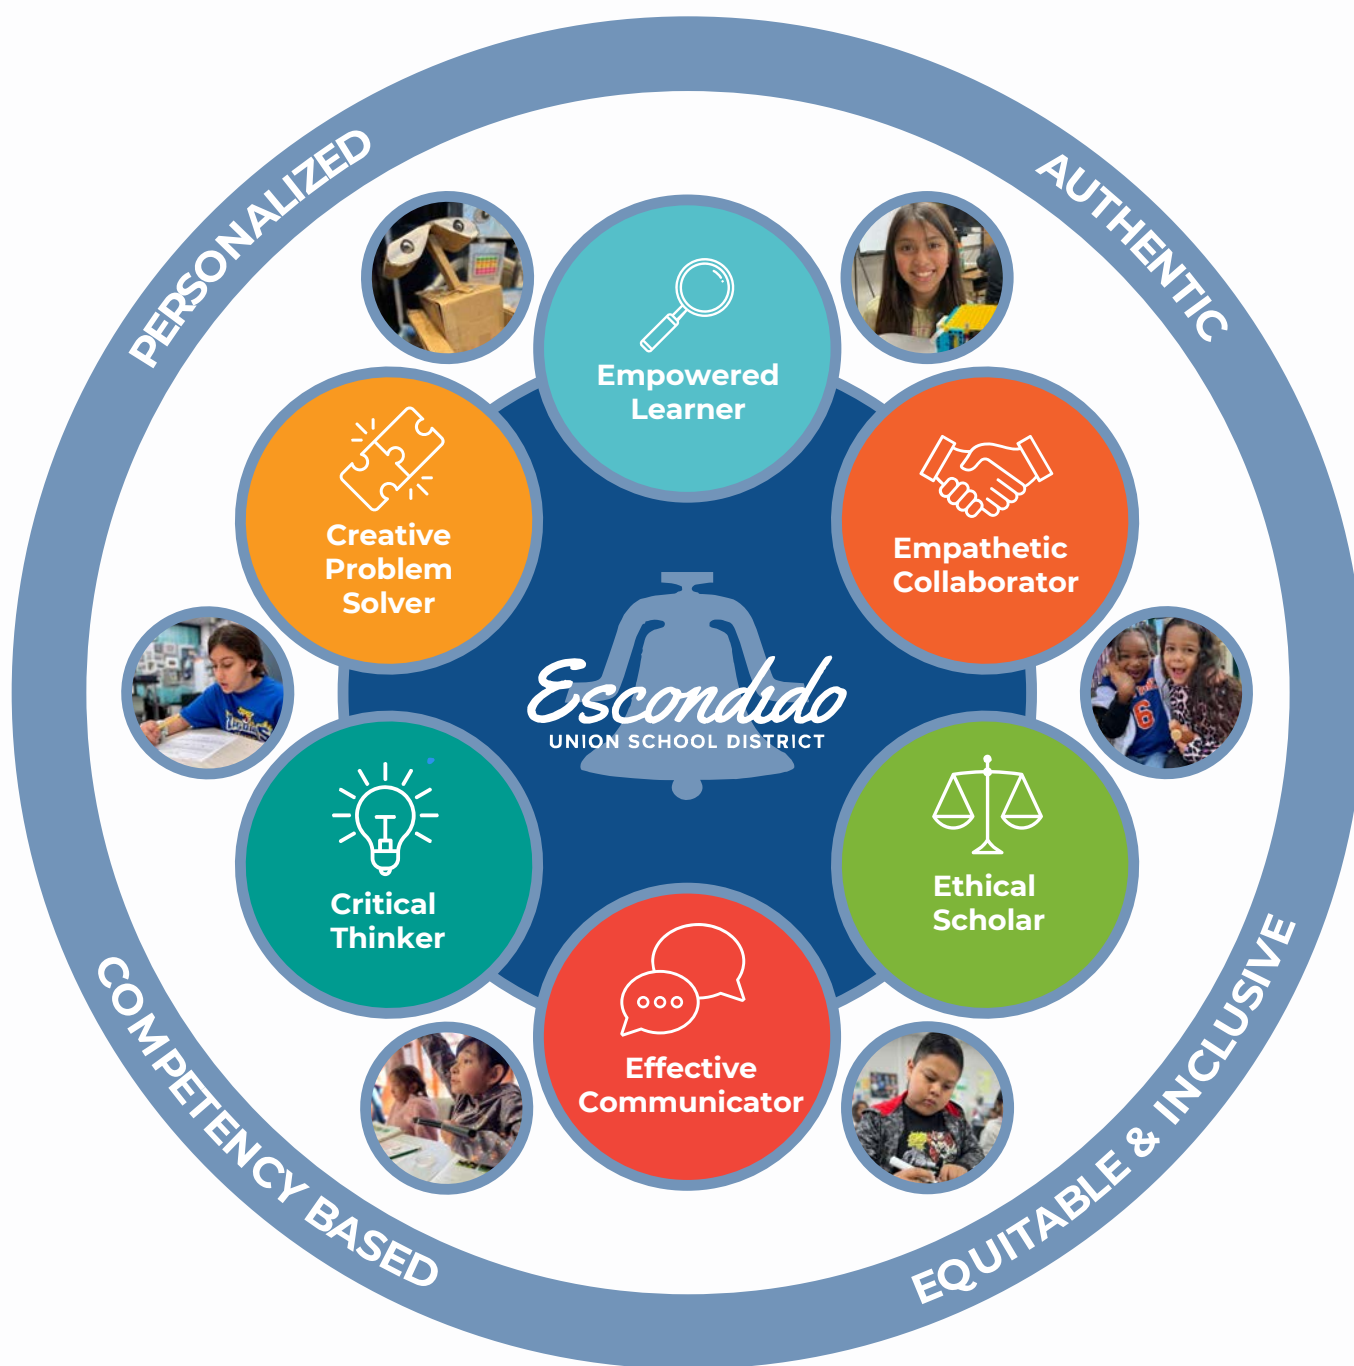 PERSONALIZED
AUTHENTIC
Empowered
Learner
Creative
Problem
Solver
Empathetic
Collaborator
Escondido
UNION SCHOOL DISTRICT
Critical
Thinker
Ethical
Scholar
Effective
Communicator
COMPETENCY BASED
EQUITABLE & INCLUSIVE
6